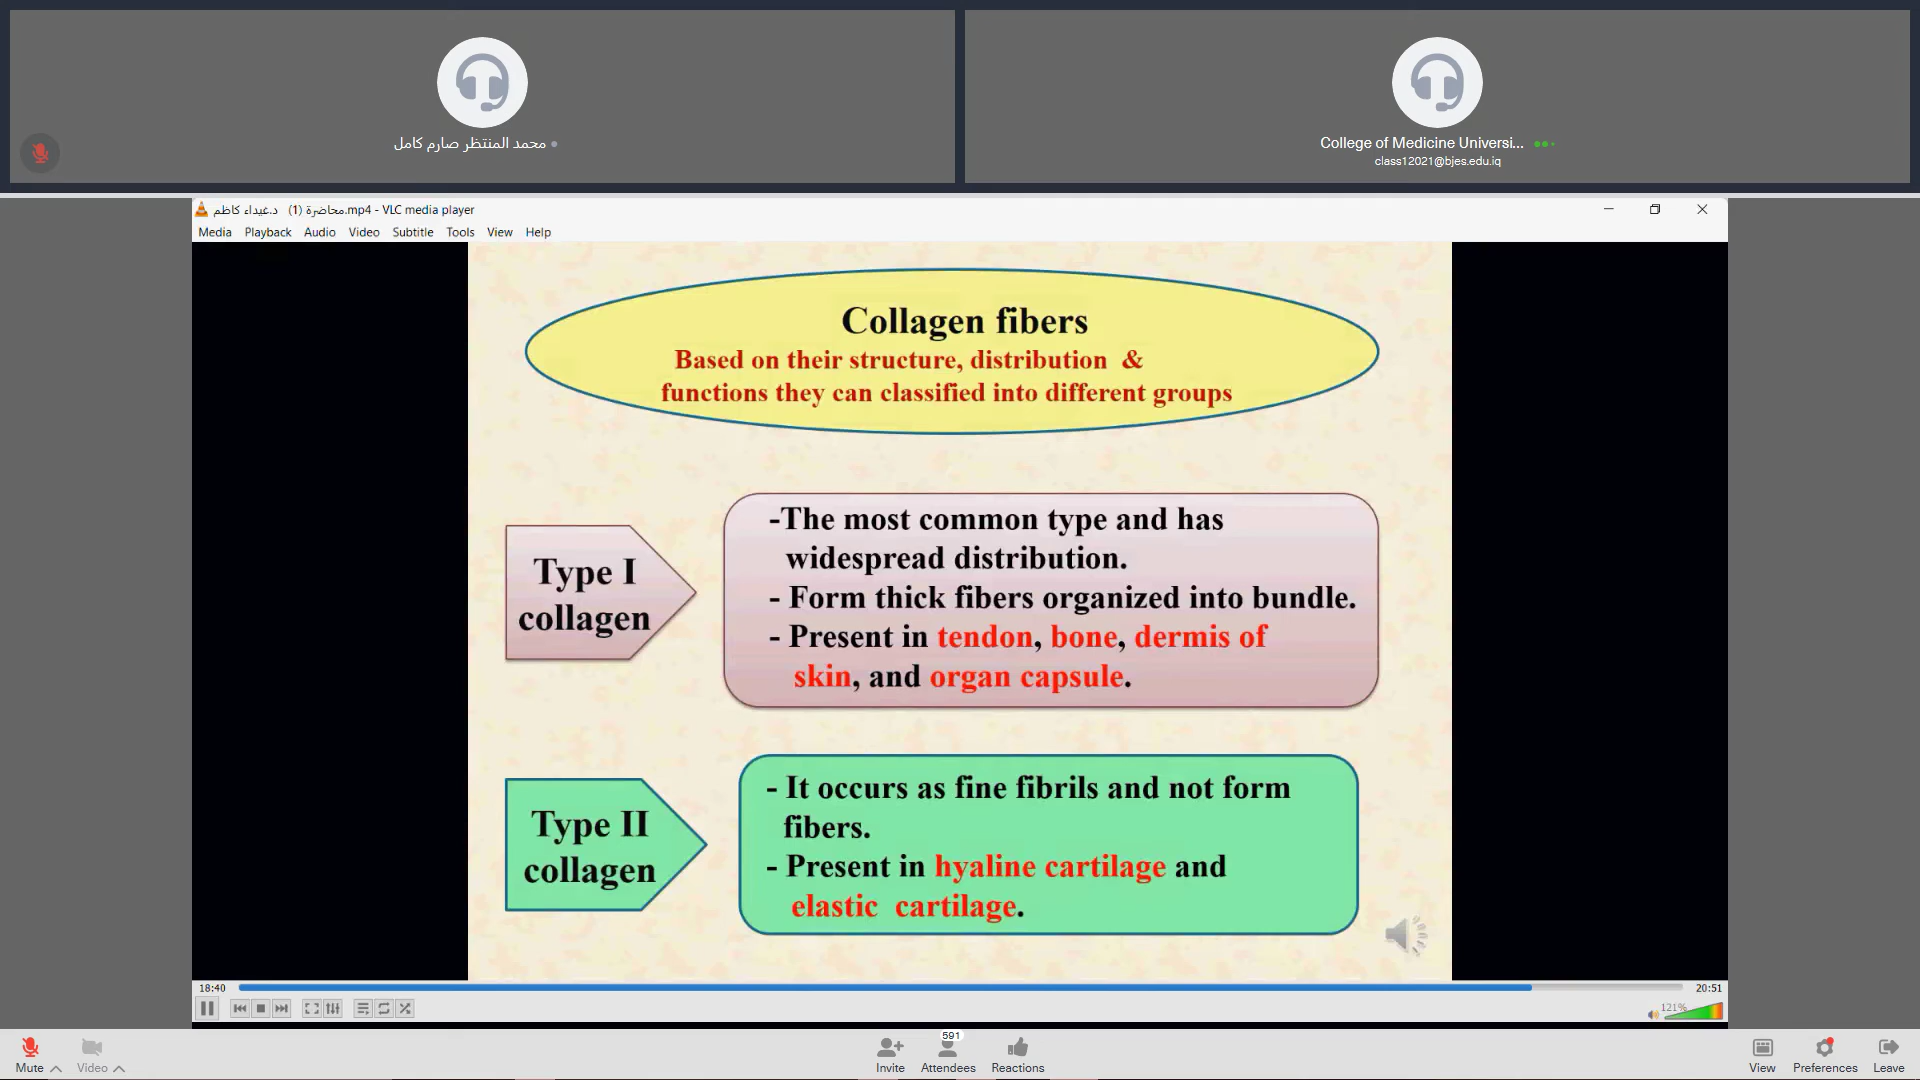 محمد المنتظر صارم كامل
College of Medicine Universi...
class12021@bjes.edu.iq
محاضرة (1) د.غيداء كاظم.mp4 - VLC media player
Media Playback Audio Video Subtitle Tools View Help
Collagen fibers
Based on their structure, distribution &
functions they can classified into different groups
Type I
collagen
-The most common type and has
widespread distribution.
- Form thick fibers organized into bundle.
- Present in tendon, bone, dermis of
skin, and organ capsule.
Type II
collagen
- It occurs as fine fibrils and not form
fibers.
- Present in hyaline cartilage and
elastic cartilage.
18:40
20:51
121%
591
Mute Video Invite Attendees Reactions View Preferences Leave